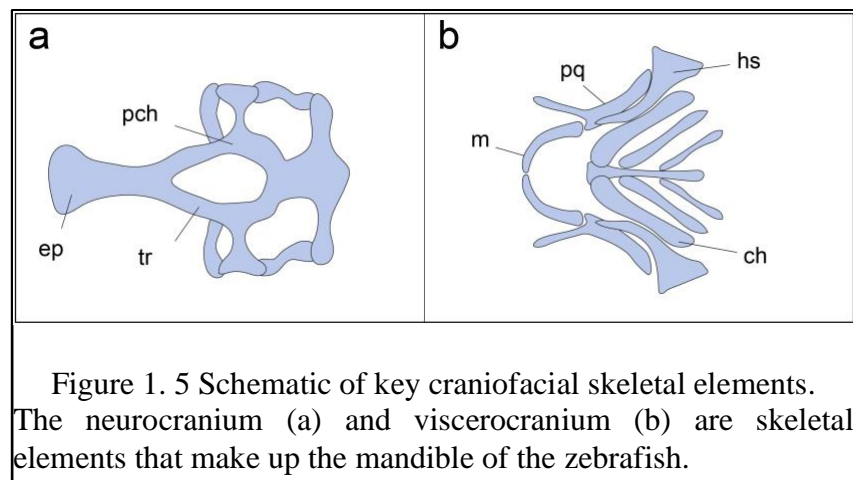 a
pch
ep
tr
b
pq
hs
m
ch
Figure 1. 5 Schematic of key craniofacial skeletal elements.
The neurocranium (a) and viscerocranium (b) are skeletal
elements that make up the mandible of the zebrafish.